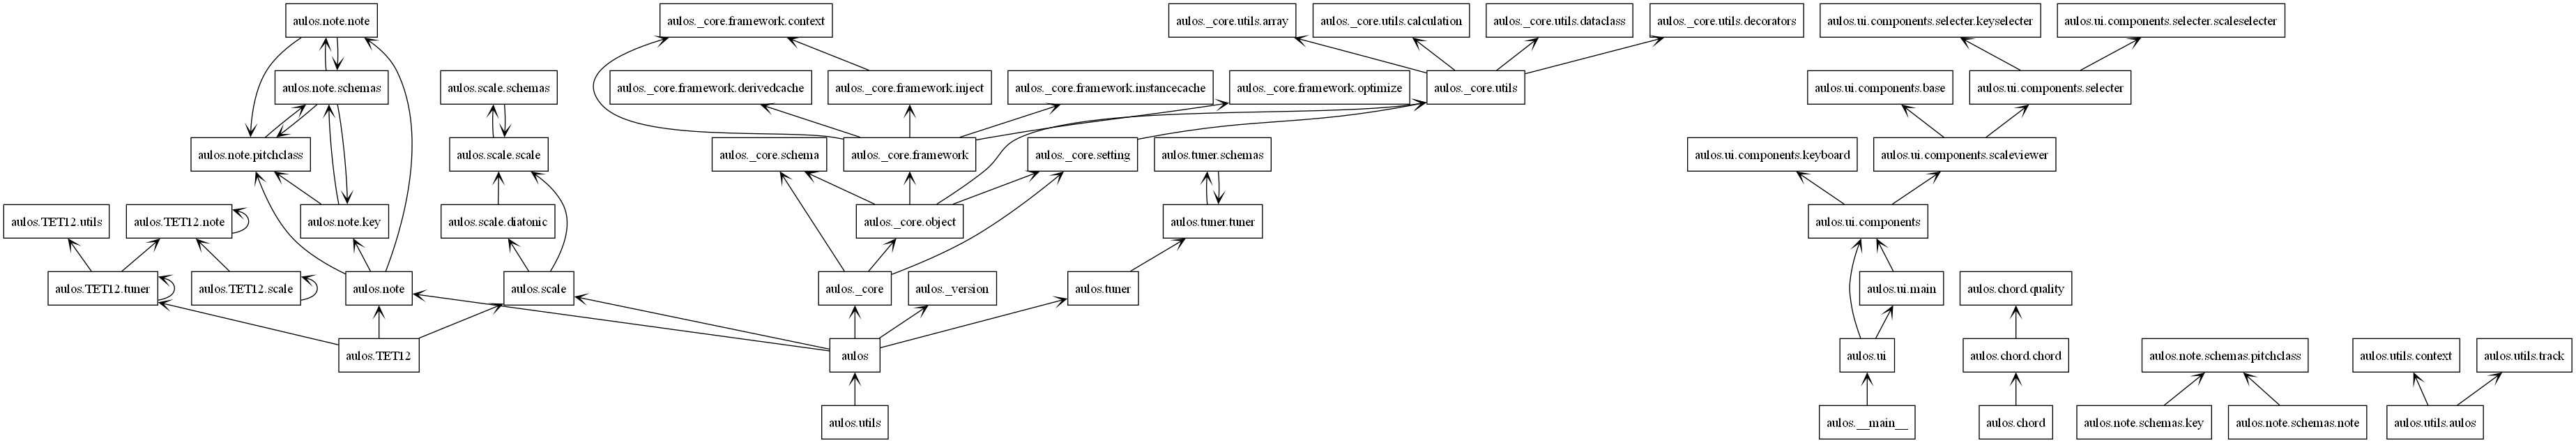 aulos.note.note
aulos._core.framework.context
aulos._core.utils.array
aulos._core.utils.calculation
aulos._core.utils.dataclass
aulos._core.utils.decorators
aulos.ui.components.selecter.keyselecter
aulos.ui.components.selecter.scaleselecter
aulos.note.schemas
aulos.scale.schemas
aulos._core.framework.derivedcache
aulos._core.framework.inject
aulos._core.framework.instancecache
aulos._core.framework.optimize
aulos._core.utils
aulos.ui.components.base
aulos.ui.components.selecter
aulos.note.pitchclass
aulos.scale.scale
aulos._core.schema
aulos._core.framework
aulos._core.setting
aulos.tuner.schemas
aulos.ui.components.keyboard
aulos.ui.components.scaleviewer
aulos.TET12.utils
aulos.TET12.note
aulos.note.key
aulos.scale.diatonic
aulos._core.object
aulos.tuner.tuner
aulos.ui.components
aulos.TET12.tuner
aulos.TET12.scale
aulos.note
aulos.scale
aulos._core
aulos._version
aulos.tuner
aulos.ui.main
aulos.chord.quality
aulos.TET12
aulos
aulos.ui
aulos.chord.chord
aulos.note.schemas.pitchclass
aulos.utils.context
aulos.utils.track
aulos.utils
aulos.__main__
aulos.chord
aulos.note.schemas.key
aulos.note.schemas.note
aulos.utils.aulos